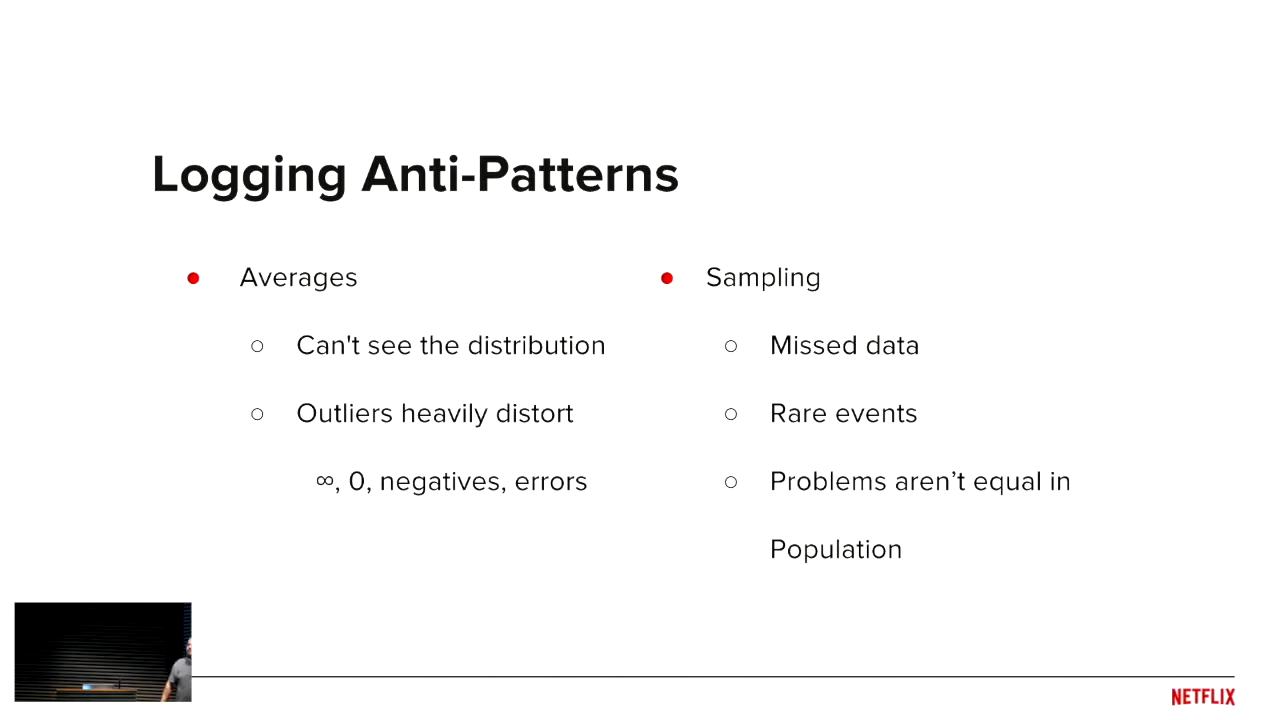 Logging Anti-Patterns
● Averages
○ Can't see the distribution
○ Outliers heavily distort
∞, 0, negatives, errors
● Sampling
○ Missed data
○ Rare events
○ Problems aren’t equal in
Population
NETFLIX